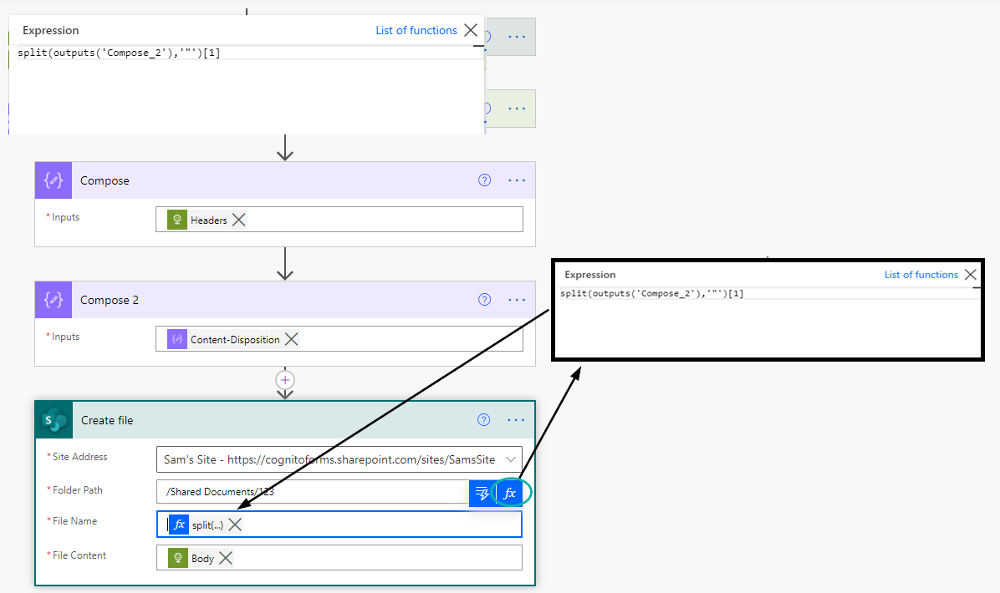 Expression
List of functions
split(outputs('Compose_2'),'"')[1]
Compose
* Inputs
Headers
Compose 2
* Inputs
Content-Disposition
Expression
List of functions
split(outputs('Compose_2'),'"')[1]
Create file
* Site Address
Sam's Site - https://cognitoforms.sharepoint.com/sites/SamsSite
* Folder Path
/Shared Documents/123
fx
* File Name
fx split(...)
* File Content
Body